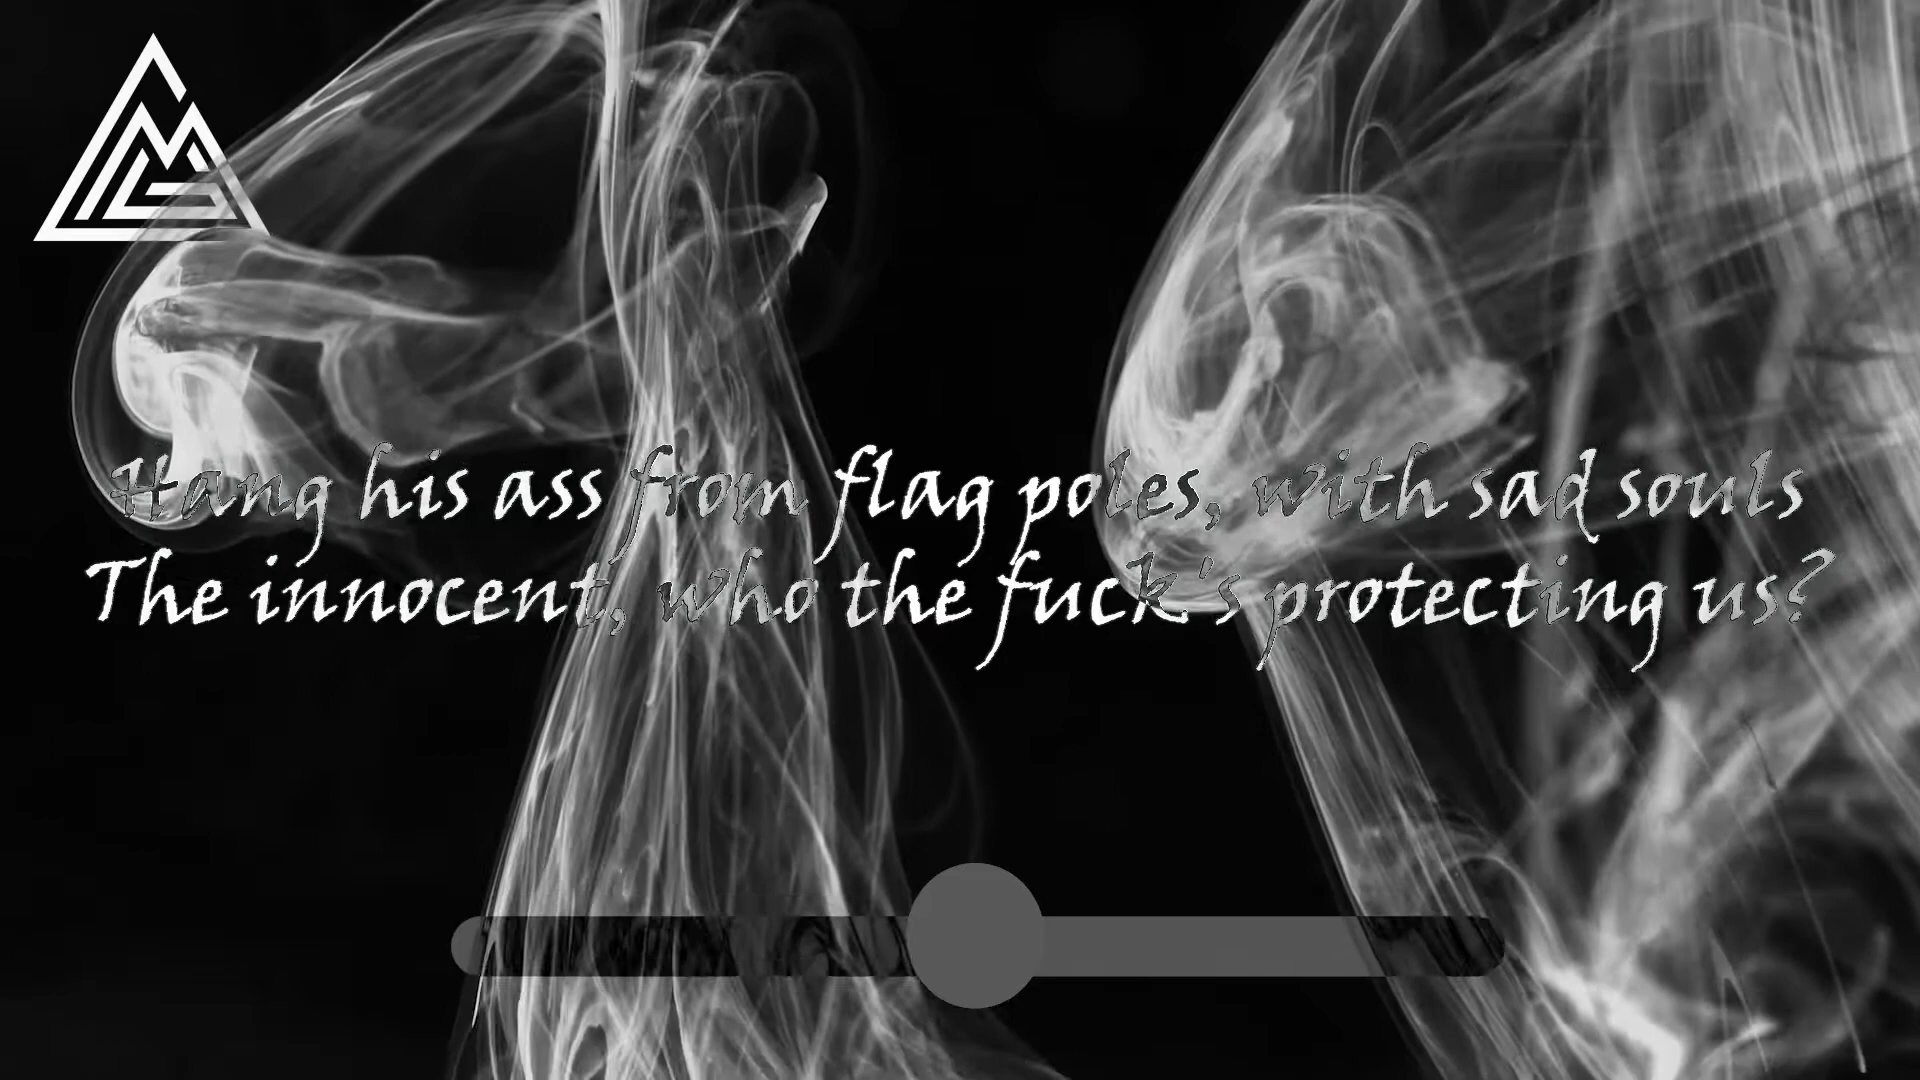 Hang his ass from flag poles, with sad souls
The innocent, who the fuck's protecting us?